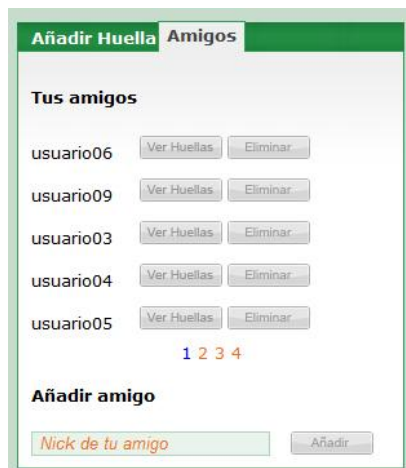 Añadir Huella Amigos
Tus amigos
usuario06 Ver Huellas Eliminar
usuario09 Ver Huellas Eliminar
usuario03 Ver Huellas Eliminar
usuario04 Ver Huellas Eliminar
usuario05 Ver Huellas Eliminar
1 2 3 4
Añadir amigo
Nick de tu amigo Añadir